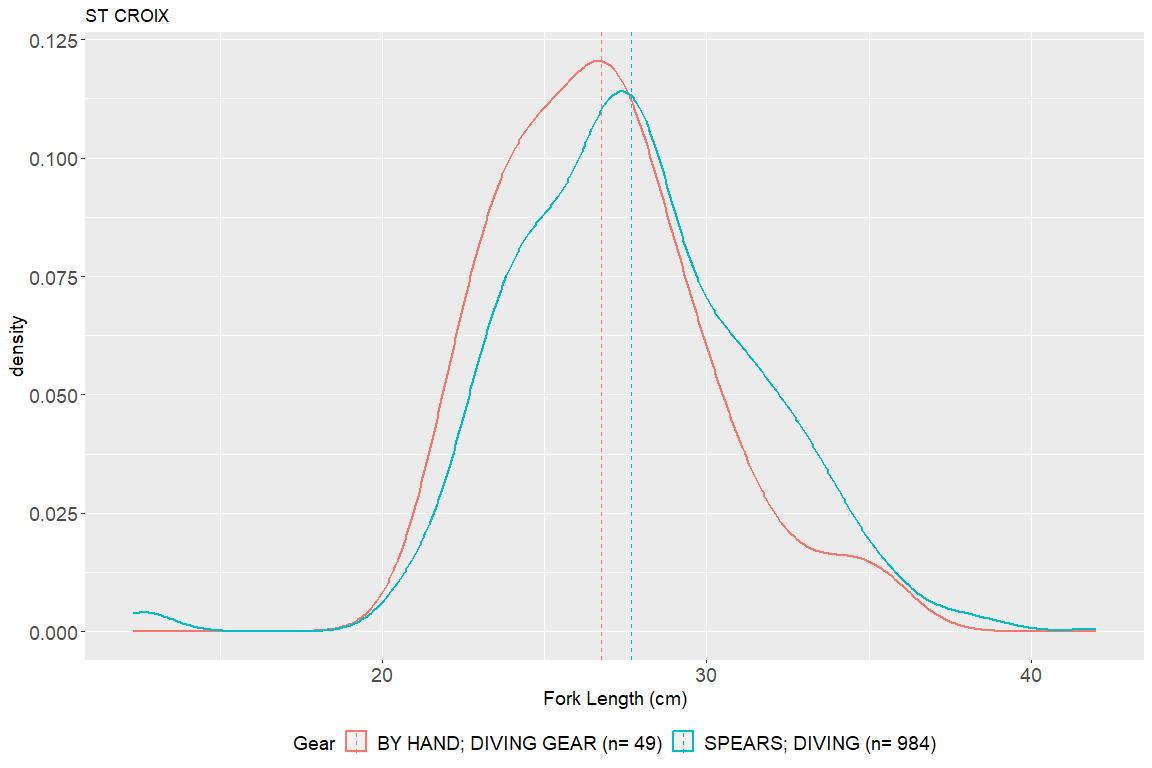 ST CROIX
0.125
0.100
0.075
0.050
0.025
0.000
density
20 30 40
Fork Length (cm)
Gear BY HAND; DIVING GEAR (n= 49) SPEARS; DIVING (n= 984)